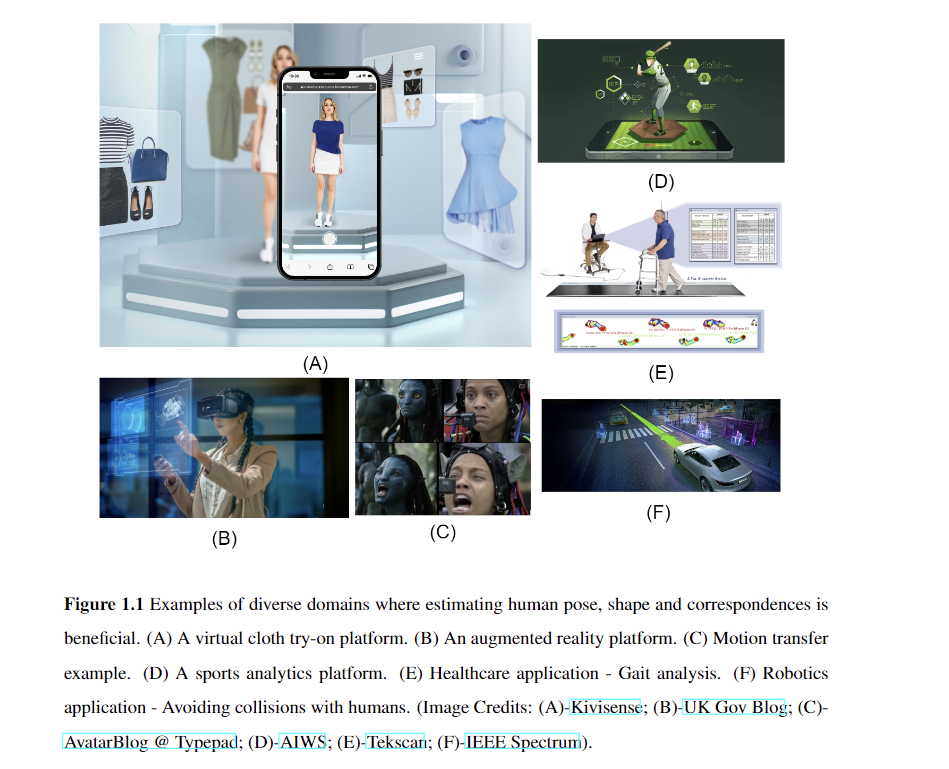 19:00
(A)
(D)
(E)
(B)
(C)
(F)
Figure 1.1 Examples of diverse domains where estimating human pose, shape and correspondences is
beneficial. (A) A virtual cloth try-on platform. (B) An augmented reality platform. (C) Motion transfer
example. (D) A sports analytics platform. (E) Healthcare application - Gait analysis. (F) Robotics
application - Avoiding collisions with humans. (Image Credits: (A)-Kivisense; (B)-UK Gov Blog; (C)-
AvatarBlog @ Typepad; (D)-AIWS; (E)-Tekscan; (F)-IEEE Spectrum).